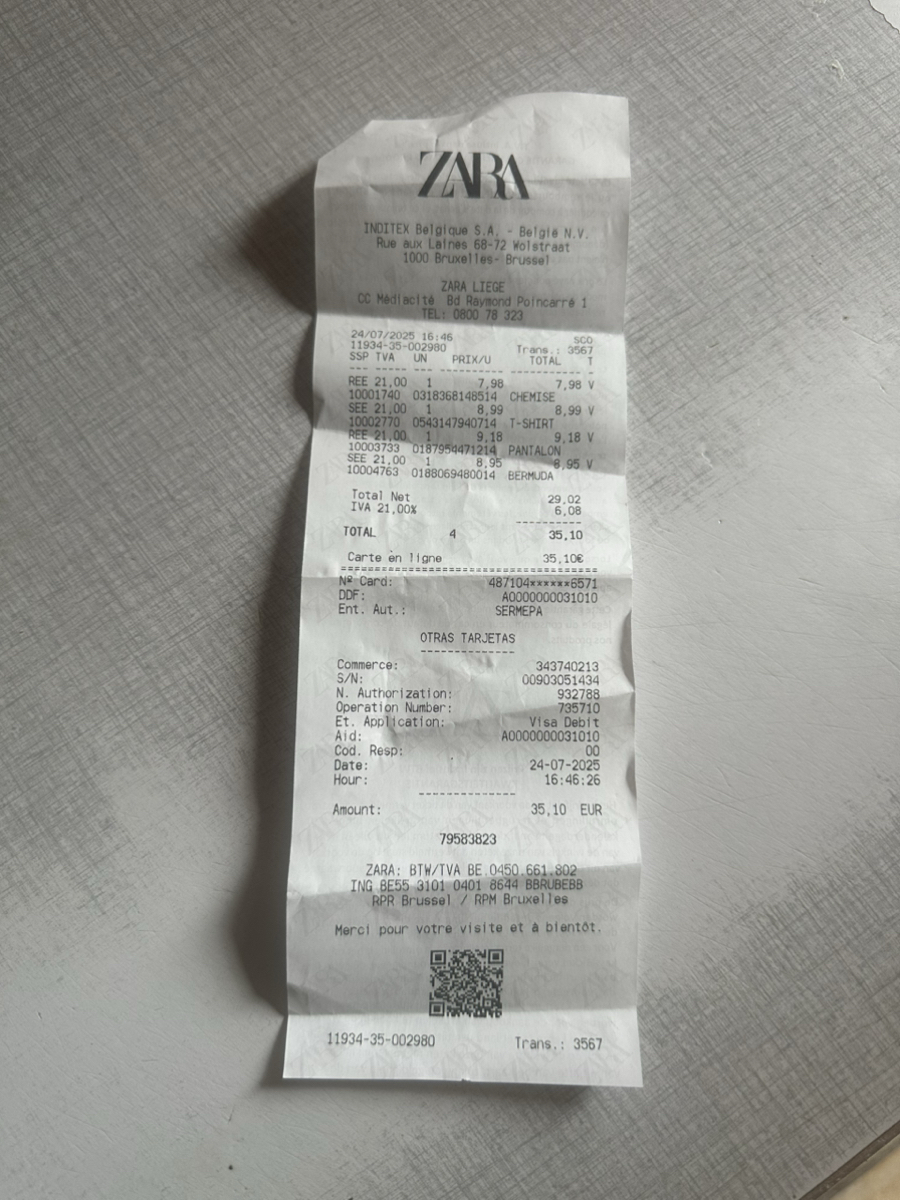 ZARA
INDITEX Belgique S.A. - België N.V.
Rue aux Laines 68-72 Wolstraat
1000 Bruxelles- Brussel
ZARA LIEGE
CC Médiacité Bd Raymond Poincarré 1
TEL: 0800 78 323
24/07/2025 16:46 SCO
11934-35-002980 Trans.: 3567
SSP TVA UN PRIX/U TOTAL T
--- ---- ---- --------- ---------- -
REE 21,00 1 7,98 7,98 V
10001740 0318368148514 CHEMISE
SEE 21,00 1 8,99 8,99 V
10002770 0543147940714 T-SHIRT
REE 21,00 1 9,18 9,18 V
10003733 0187954471214 PANTALON
SEE 21,00 1 8,95 8,95 V
10004763 0188069480014 BERMUDA
Total Net 29,02
IVA 21,00% 6,08
----------
TOTAL 4 35,10
Carte en ligne 35,10€
======================================
Nº Card: 487104******6571
DDF: A0000000031010
Ent. Aut.: SERMEPA
OTRAS TARJETAS
--------------
Commerce: 343740213
S/N: 00903051434
N. Authorization: 932788
Operation Number: 735710
Et. Application: Visa Debit
Aid: A0000000031010
Cod. Resp: 00
Date: 24-07-2025
Hour: 16:46:26
--------------
Amount: 35,10 EUR
79583823
ZARA: BTW/TVA BE 0450.661.802
ING BE55 3101 0401 8644 BBRUBEBB
RPR Brussel / RPM Bruxelles
Merci pour votre visite et à bientôt.
11934-35-002980 Trans.: 3567